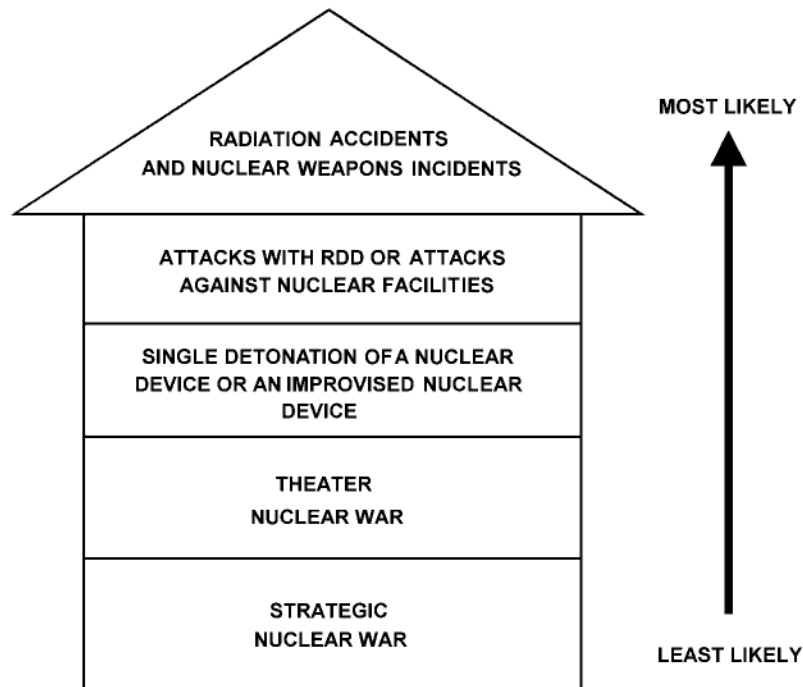 RADIATION ACCIDENTS
AND NUCLEAR WEAPONS INCIDENTS
MOST LIKELY
ATTACKS WITH RDD OR ATTACKS
AGAINST NUCLEAR FACILITIES
SINGLE DETONATION OF A NUCLEAR
DEVICE OR AN IMPROVISED NUCLEAR
DEVICE
THEATER
NUCLEAR WAR
STRATEGIC
NUCLEAR WAR
LEAST LIKELY